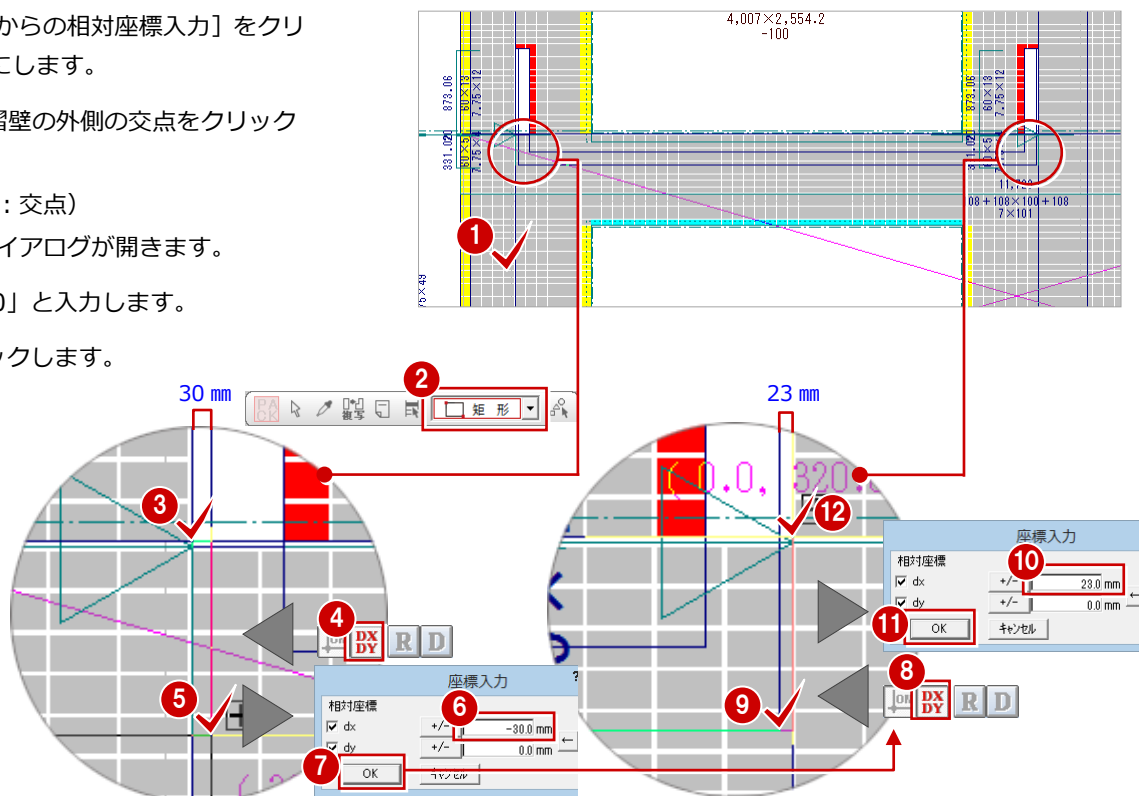 からの相対座標入力］をクリ
にします。
習壁の外側の交点をクリック
：交点）
イアログが開きます。
」と入力します。
ックします。
4,007×2,554.2
-100
873.06
60×13
7.75×12
873.06
60×13
7.75×12
08+108×100+108
7×101
1
2
30 mm
複写
矩 形
23 mm
3
320.
12
座標入力
相対座標
10
dx
+/-
23.0 mm
dy
+/-
0.0 mm
11
OK
キャンセル
4
DX
DY
R
D
5
座標入力
相対座標
6
dx
+/-
-30.0 mm
dy
+/-
0.0 mm
7
OK
キャンセル
8
DX
DY
R
D
9